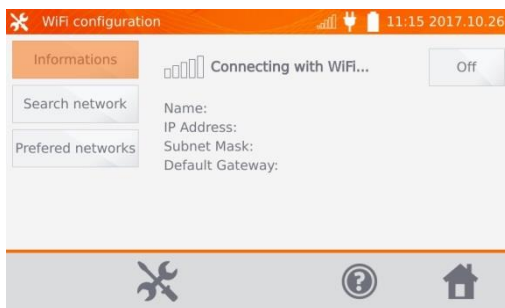 WiFi configuration
11:15 2017.10.26
Informations
Connecting with WiFi...
Off
Search network
Name:
IP Address:
Prefered networks
Subnet Mask:
Default Gateway:
?